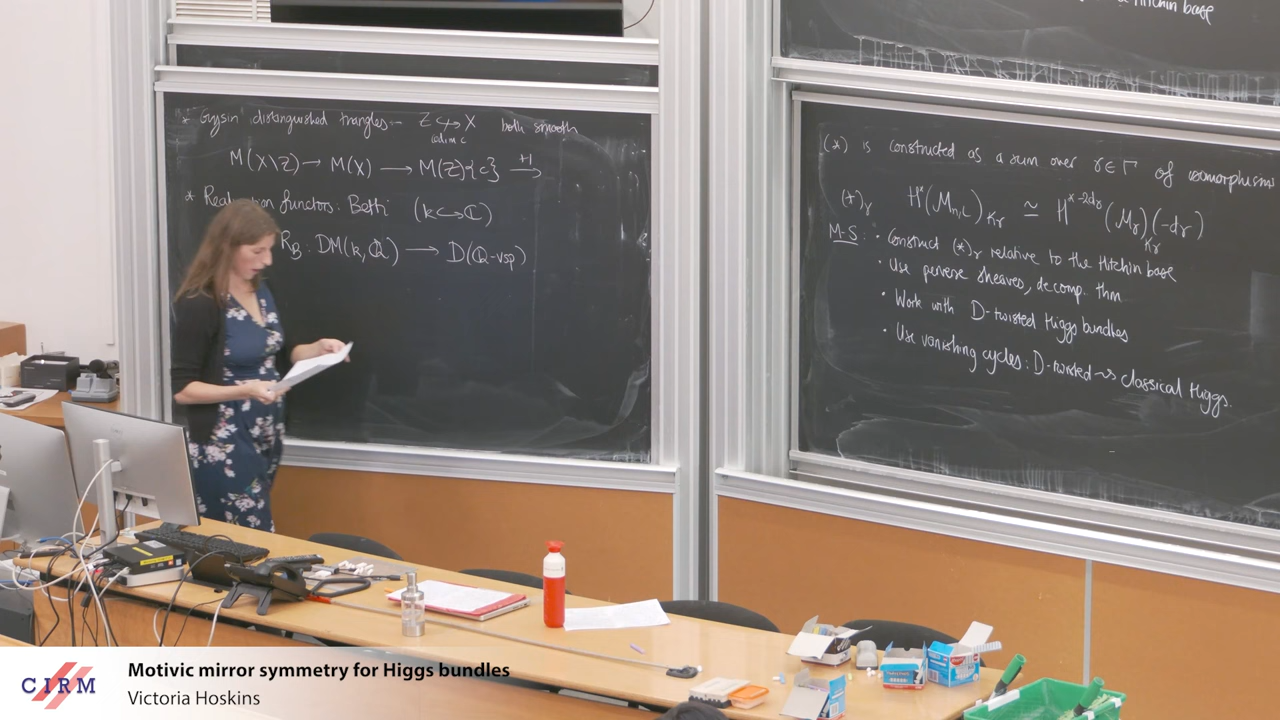 * Gysin distinguished triangles – Z ↪ X both smooth
codim c
M(X\Z) → M(X) → M(Z){c} +1→
* Realisation functors: Betti (k ↪ ℂ)
R_B : DM(k, ℚ) → D(ℚ-vsp)
Hitchin base
(*) is constructed as a sum over γ∈Γ of isomorphisms
(*)_γ H^*(M_{n,L})_{κ_γ} ≃ H^{*-2d_γ}(M_γ)_{κ_γ}(-d_γ)
M-S: • Construct (*)_γ relative to the Hitchin base
• Use perverse sheaves, decomp. thm
• Work with D-twisted Higgs bundles
• Use vanishing cycles: D-twisted ⇝ classical Higgs.
CIRM
Motivic mirror symmetry for Higgs bundles
Victoria Hoskins